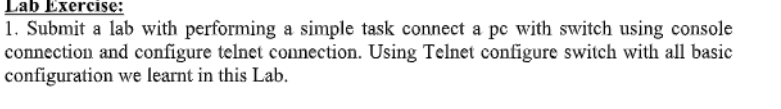 Lab Exercise:
1. Submit a lab with performing a simple task connect a pc with switch using console
connection and configure telnet connection. Using Telnet configure switch with all basic
configuration we learnt in this Lab.